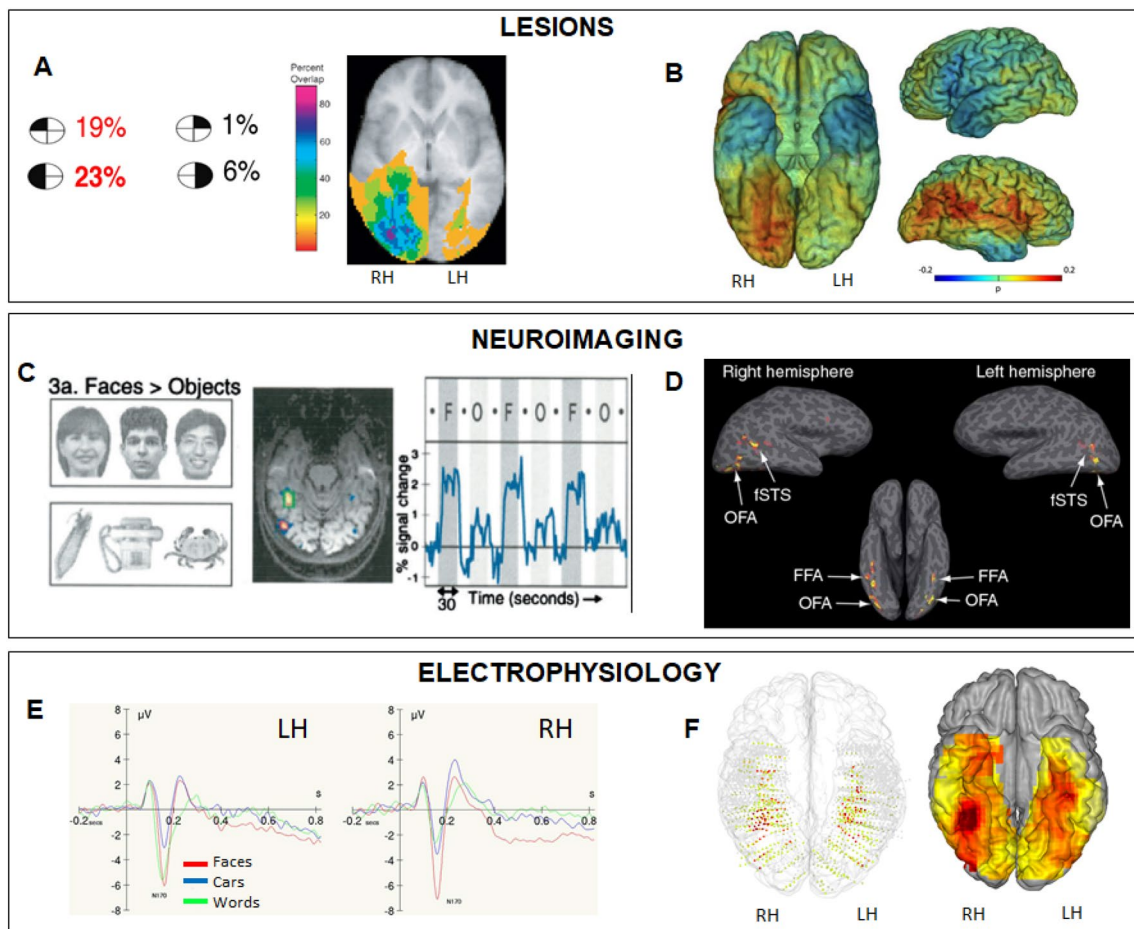 LESIONS
A
19%
1%
23%
6%
Percent
Overlap
80
60
40
20
RH
LH
B
RH
LH
-0.2
0.2
ρ
NEUROIMAGING
C
3a. Faces > Objects
% signal change
3
2
1
0
-1
• F • O • F • O • F • O •
30
Time (seconds) →
D
Right hemisphere
Left hemisphere
fSTS
OFA
fSTS
OFA
FFA
OFA
FFA
OFA
ELECTROPHYSIOLOGY
E
8
µV
6
4
2
0
-2
-4
-6
-8
-0.2
secs
0.2
0.4
0.6
0.8
S
LH
N170
Faces
Cars
Words
8
µV
6
4
2
0
-2
-4
-6
-8
-0.2
secs
0.2
0.4
0.6
0.8
S
RH
N170
F
RH
LH
RH
LH